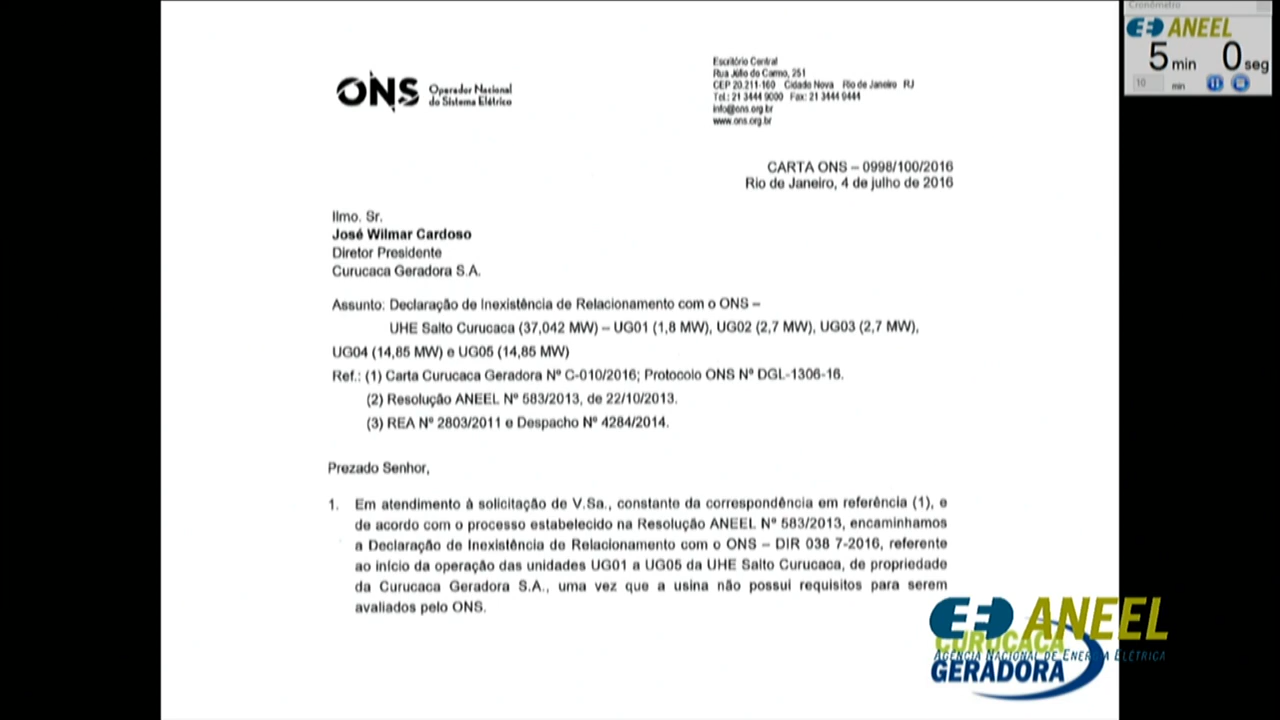 ONS Operador Nacional
do Sistema Elétrico
Escritório Central
Rua Júlio do Carmo, 251
CEP 20.211-160 Cidade Nova Rio de Janeiro RJ
Tel.: 21 3444 9000 Fax: 21 3444 9444
info@ons.org.br
www.ons.org.br
Cronômetro
ANEEL
5 min 0 seg
10 min
CARTA ONS – 0998/100/2016
Rio de Janeiro, 4 de julho de 2016
Ilmo. Sr.
José Wilmar Cardoso
Diretor Presidente
Curucaca Geradora S.A.
Assunto: Declaração de Inexistência de Relacionamento com o ONS –
UHE Salto Curucaca (37,042 MW) – UG01 (1,8 MW), UG02 (2,7 MW), UG03 (2,7 MW),
UG04 (14,85 MW) e UG05 (14,85 MW)
Ref.: (1) Carta Curucaca Geradora Nº C-010/2016; Protocolo ONS Nº DGL-1306-16.
(2) Resolução ANEEL Nº 583/2013, de 22/10/2013.
(3) REA Nº 2803/2011 e Despacho Nº 4284/2014.
Prezado Senhor,
1. Em atendimento à solicitação de V.Sa., constante da correspondência em referência (1), e
de acordo com o processo estabelecido na Resolução ANEEL Nº 583/2013, encaminhamos
a Declaração de Inexistência de Relacionamento com o ONS – DIR 038 7-2016, referente
ao início da operação das unidades UG01 a UG05 da UHE Salto Curucaca, de propriedade
da Curucaca Geradora S.A., uma vez que a usina não possui requisitos para serem
avaliados pelo ONS.
ANEEL
CURUCACA
AGÊNCIA NACIONAL DE ENERGIA ELÉTRICA
GERADORA